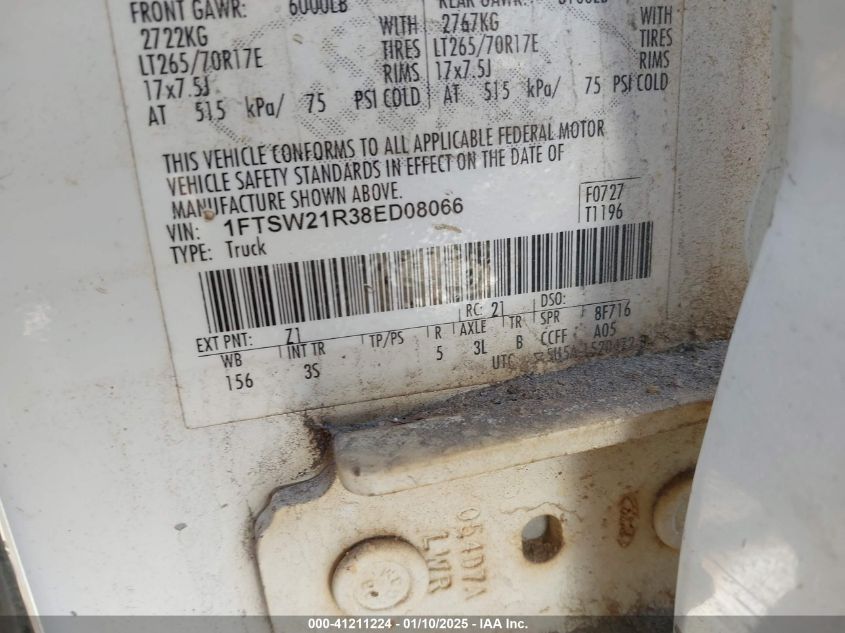 FRONT GAWR: 6000LB WITH
2722KG TIRES
LT265/70R17E RIMS
17x7.5J
AT 515 kPa/ 75 PSI COLD
REAR GAWR: 6100LB WITH
2767KG TIRES
LT265/70R17E RIMS
17x7.5J
AT 515 kPa/ 75 PSI COLD
THIS VEHICLE CONFORMS TO ALL APPLICABLE FEDERAL MOTOR
VEHICLE SAFETY STANDARDS IN EFFECT ON THE DATE OF
MANUFACTURE SHOWN ABOVE.
VIN: 1FTSW21R38ED08066
TYPE: Truck
F0727
T1196
EXT PNT: Z1 RC: 21 DSO:
WB INT TR TP/PS R AXLE TR SPR 8F716
156 3S 5 3L B CCFF A05
UTC
054D7A
LWR
000-41211224 - 01/10/2025 - IAA Inc.